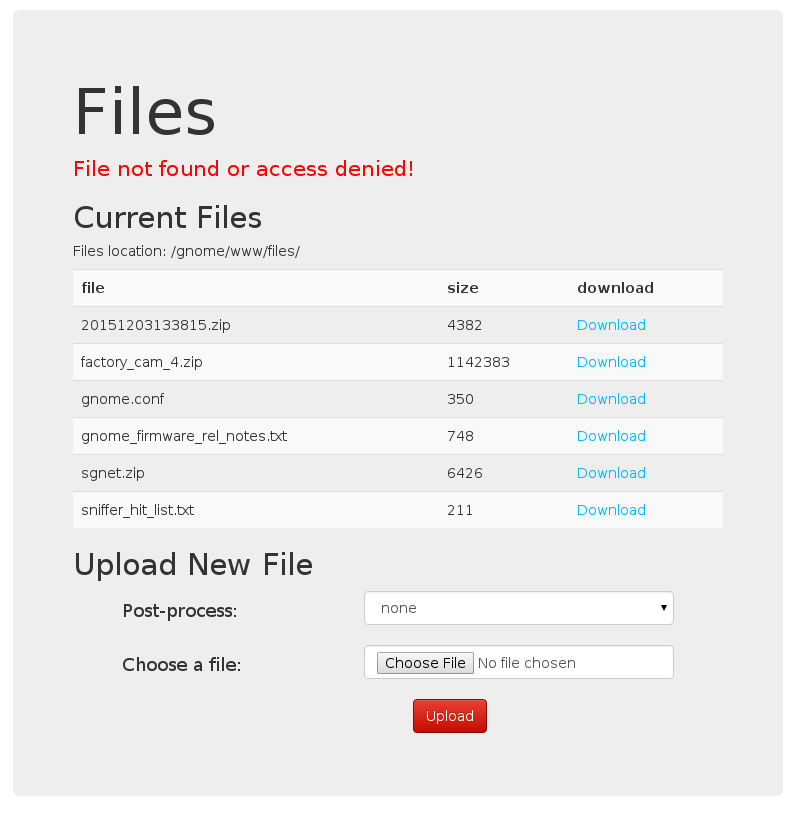 Files
File not found or access denied!
Current Files
Files location: /gnome/www/files/
file size download
20151203133815.zip 4382 Download
factory_cam_4.zip 1142383 Download
gnome.conf 350 Download
gnome_firmware_rel_notes.txt 748 Download
sgnet.zip 6426 Download
sniffer_hit_list.txt 211 Download
Upload New File
Post-process: none
Choose a file: Choose File No file chosen
Upload